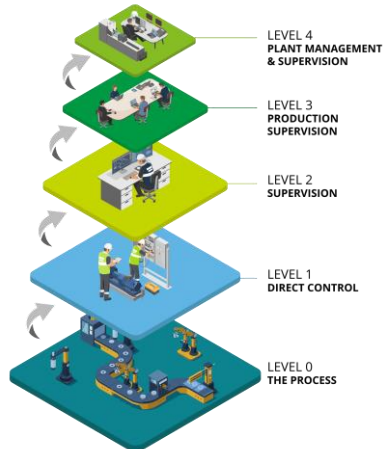 LEVEL 4
PLANT MANAGEMENT
& SUPERVISION
LEVEL 3
PRODUCTION
SUPERVISION
LEVEL 2
SUPERVISION
LEVEL 1
DIRECT CONTROL
LEVEL 0
THE PROCESS